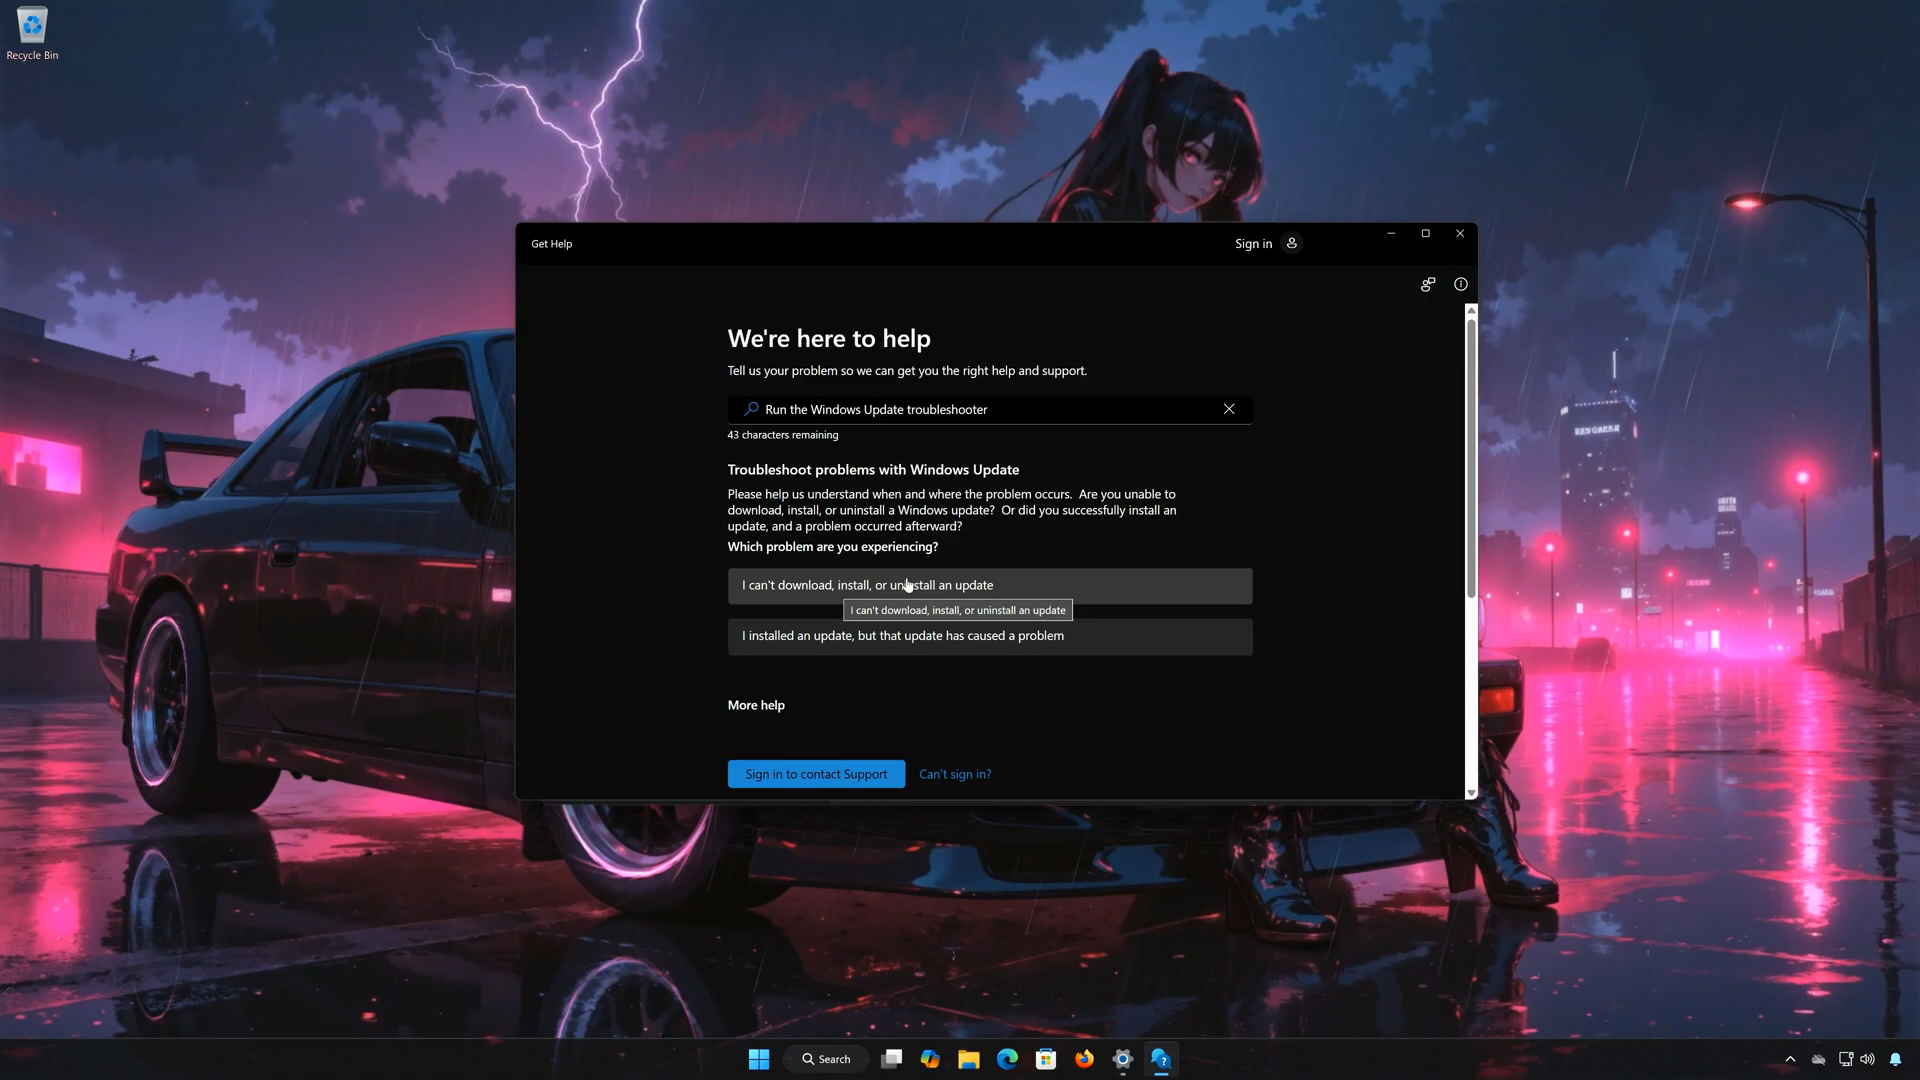 Recycle Bin
Get Help
Sign in
We're here to help
Tell us your problem so we can get you the right help and support.
Run the Windows Update troubleshooter
43 characters remaining
Troubleshoot problems with Windows Update
Please help us understand when and where the problem occurs. Are you unable to
download, install, or uninstall a Windows update? Or did you successfully install an
update, and a problem occurred afterward?
Which problem are you experiencing?
I can't download, install, or uninstall an update
I can't download, install, or uninstall an update
I installed an update, but that update has caused a problem
More help
Sign in to contact Support
Can't sign in?
Search